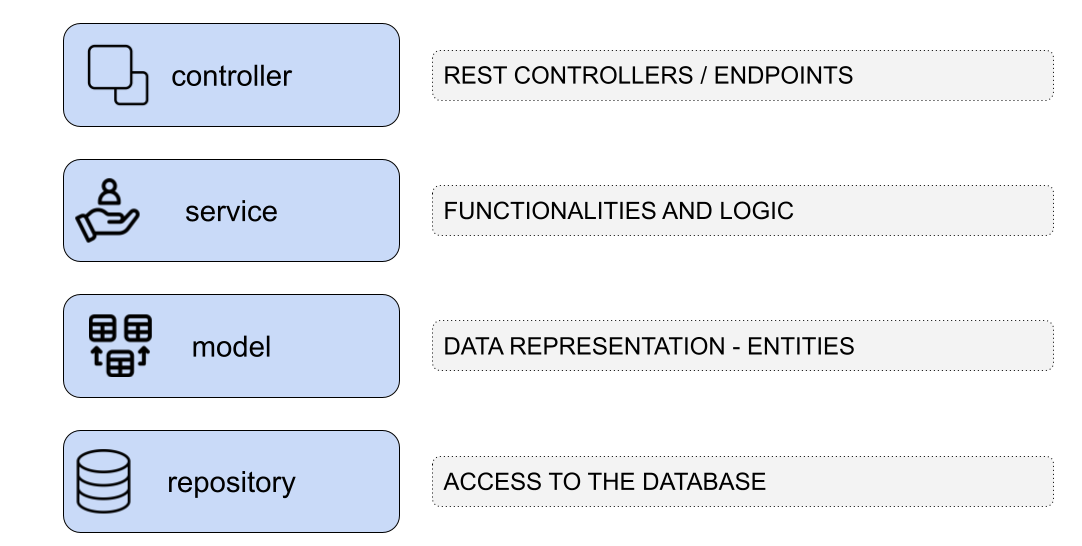 controller
REST CONTROLLERS / ENDPOINTS
service
FUNCTIONALITIES AND LOGIC
model
DATA REPRESENTATION - ENTITIES
repository
ACCESS TO THE DATABASE